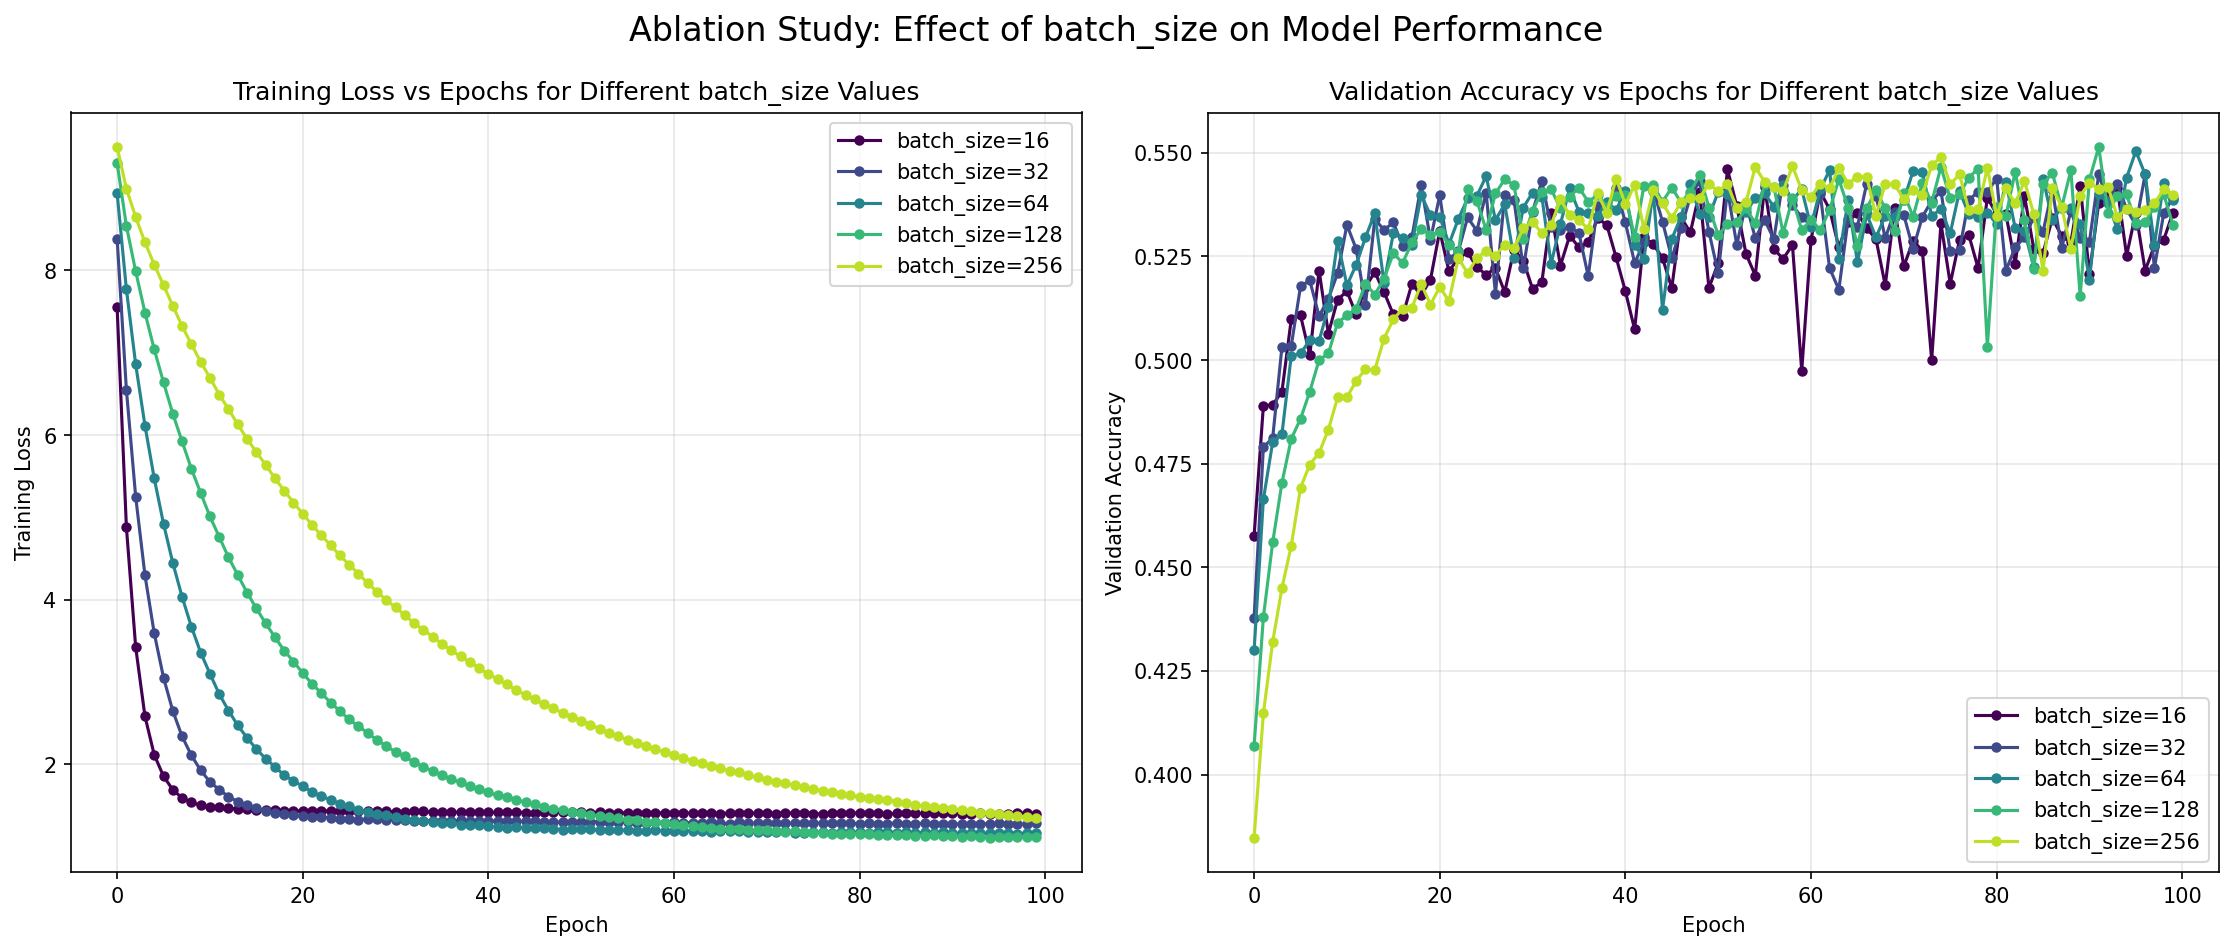 Ablation Study: Effect of batch_size on Model Performance
Training Loss vs Epochs for Different batch_size Values
batch_size=16
batch_size=32
batch_size=64
batch_size=128
batch_size=256
8
6
4
2
Training Loss
0
20
40
60
80
100
Epoch
Validation Accuracy vs Epochs for Different batch_size Values
0.550
0.525
0.500
0.475
0.450
0.425
0.400
Validation Accuracy
batch_size=16
batch_size=32
batch_size=64
batch_size=128
batch_size=256
0
20
40
60
80
100
Epoch